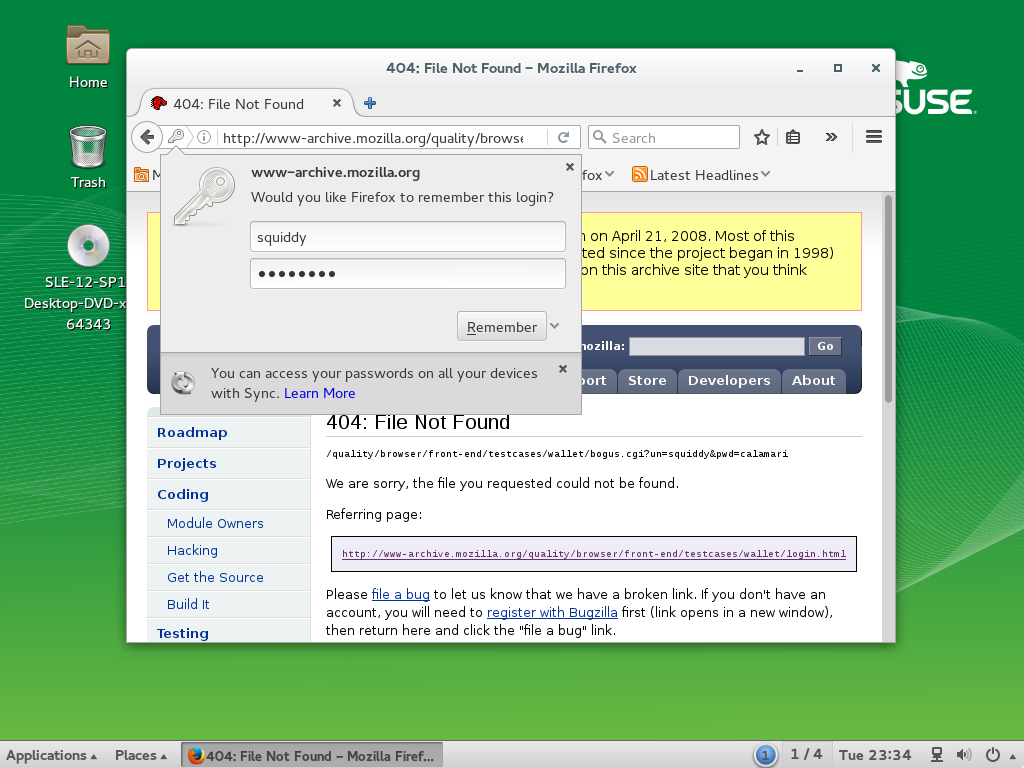 Home
Trash
SLE-12-SP1
Desktop-DVD-x
64343
SUSE.
404: File Not Found – Mozilla Firefox
404: File Not Found
http://www-archive.mozilla.org/quality/browse
Search
Latest Headlines
www-archive.mozilla.org
Would you like Firefox to remember this login?
squiddy
Remember
You can access your passwords on all your devices
with Sync. Learn More
on April 21, 2008. Most of this
since the project began in 1998)
on this archive site that you think
mozilla:
Go
Store
Developers
About
Roadmap
Projects
Coding
Module Owners
Hacking
Get the Source
Build It
Testing
404: File Not Found
/quality/browser/front-end/testcases/wallet/bogus.cgi?un=squiddy&pwd=calamari
We are sorry, the file you requested could not be found.
Referring page:
http://www-archive.mozilla.org/quality/browser/front-end/testcases/wallet/login.html
Please file a bug to let us know that we have a broken link. If you don't have an
account, you will need to register with Bugzilla first (link opens in a new window),
then return here and click the "file a bug" link.
Applications
Places
404: File Not Found – Mozilla Firef...
1
1 / 4
Tue 23:34